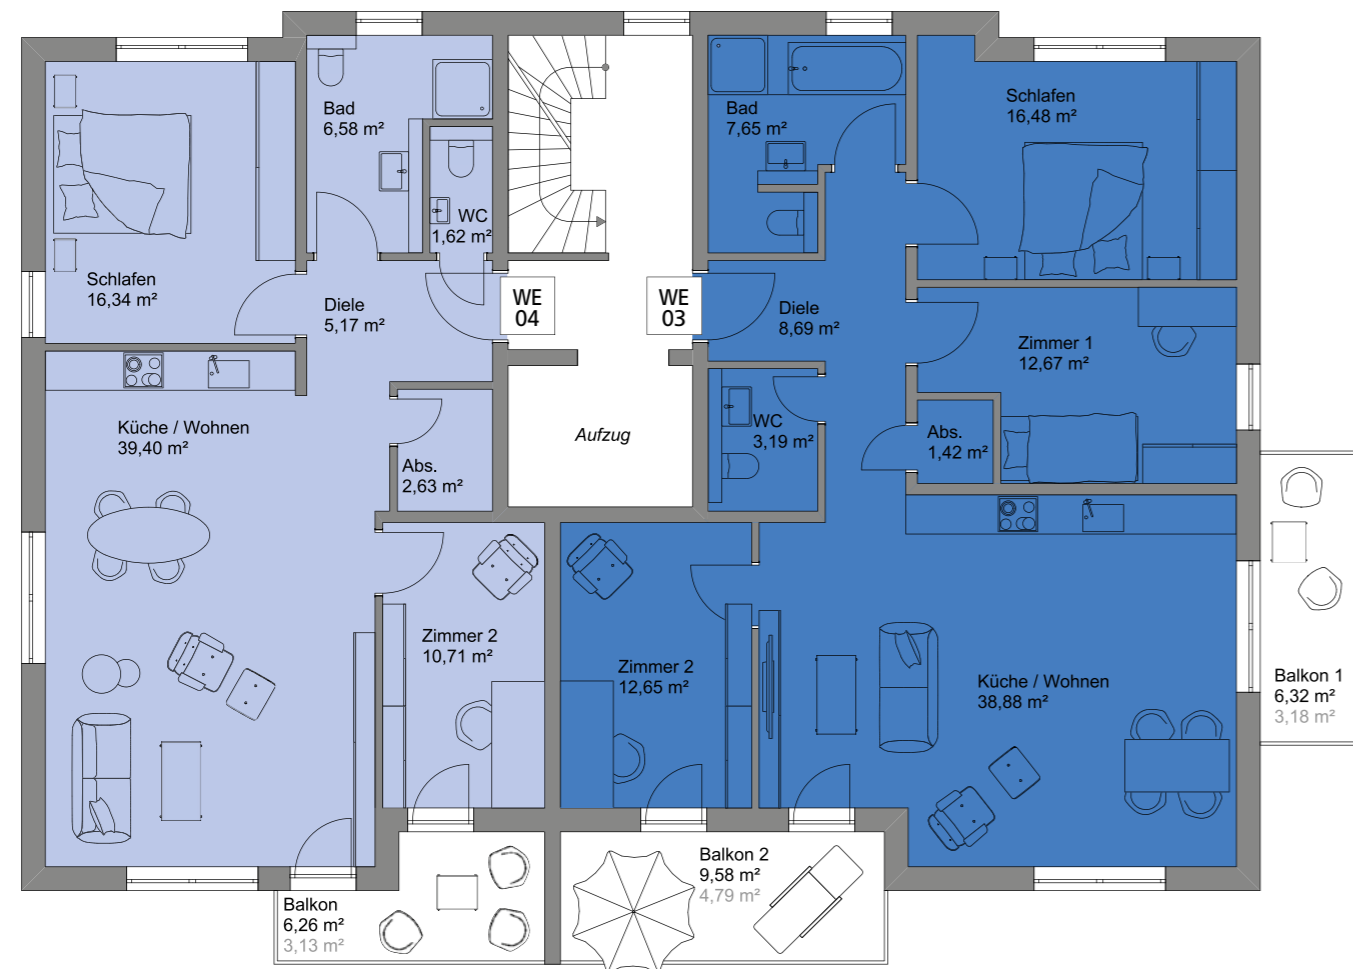 Bad
6,58 m²
WC
1,62 m²
Schlafen
16,34 m²
Diele
5,17 m²
WE
04
Küche / Wohnen
39,40 m²
Abs.
2,63 m²
Zimmer 2
10,71 m²
Balkon
6,26 m²
3,13 m²
Aufzug
WE
03
Bad
7,65 m²
Schlafen
16,48 m²
Diele
8,69 m²
Zimmer 1
12,67 m²
WC
3,19 m²
Abs.
1,42 m²
Zimmer 2
12,65 m²
Küche / Wohnen
38,88 m²
Balkon 1
6,32 m²
3,18 m²
Balkon 2
9,58 m²
4,79 m²